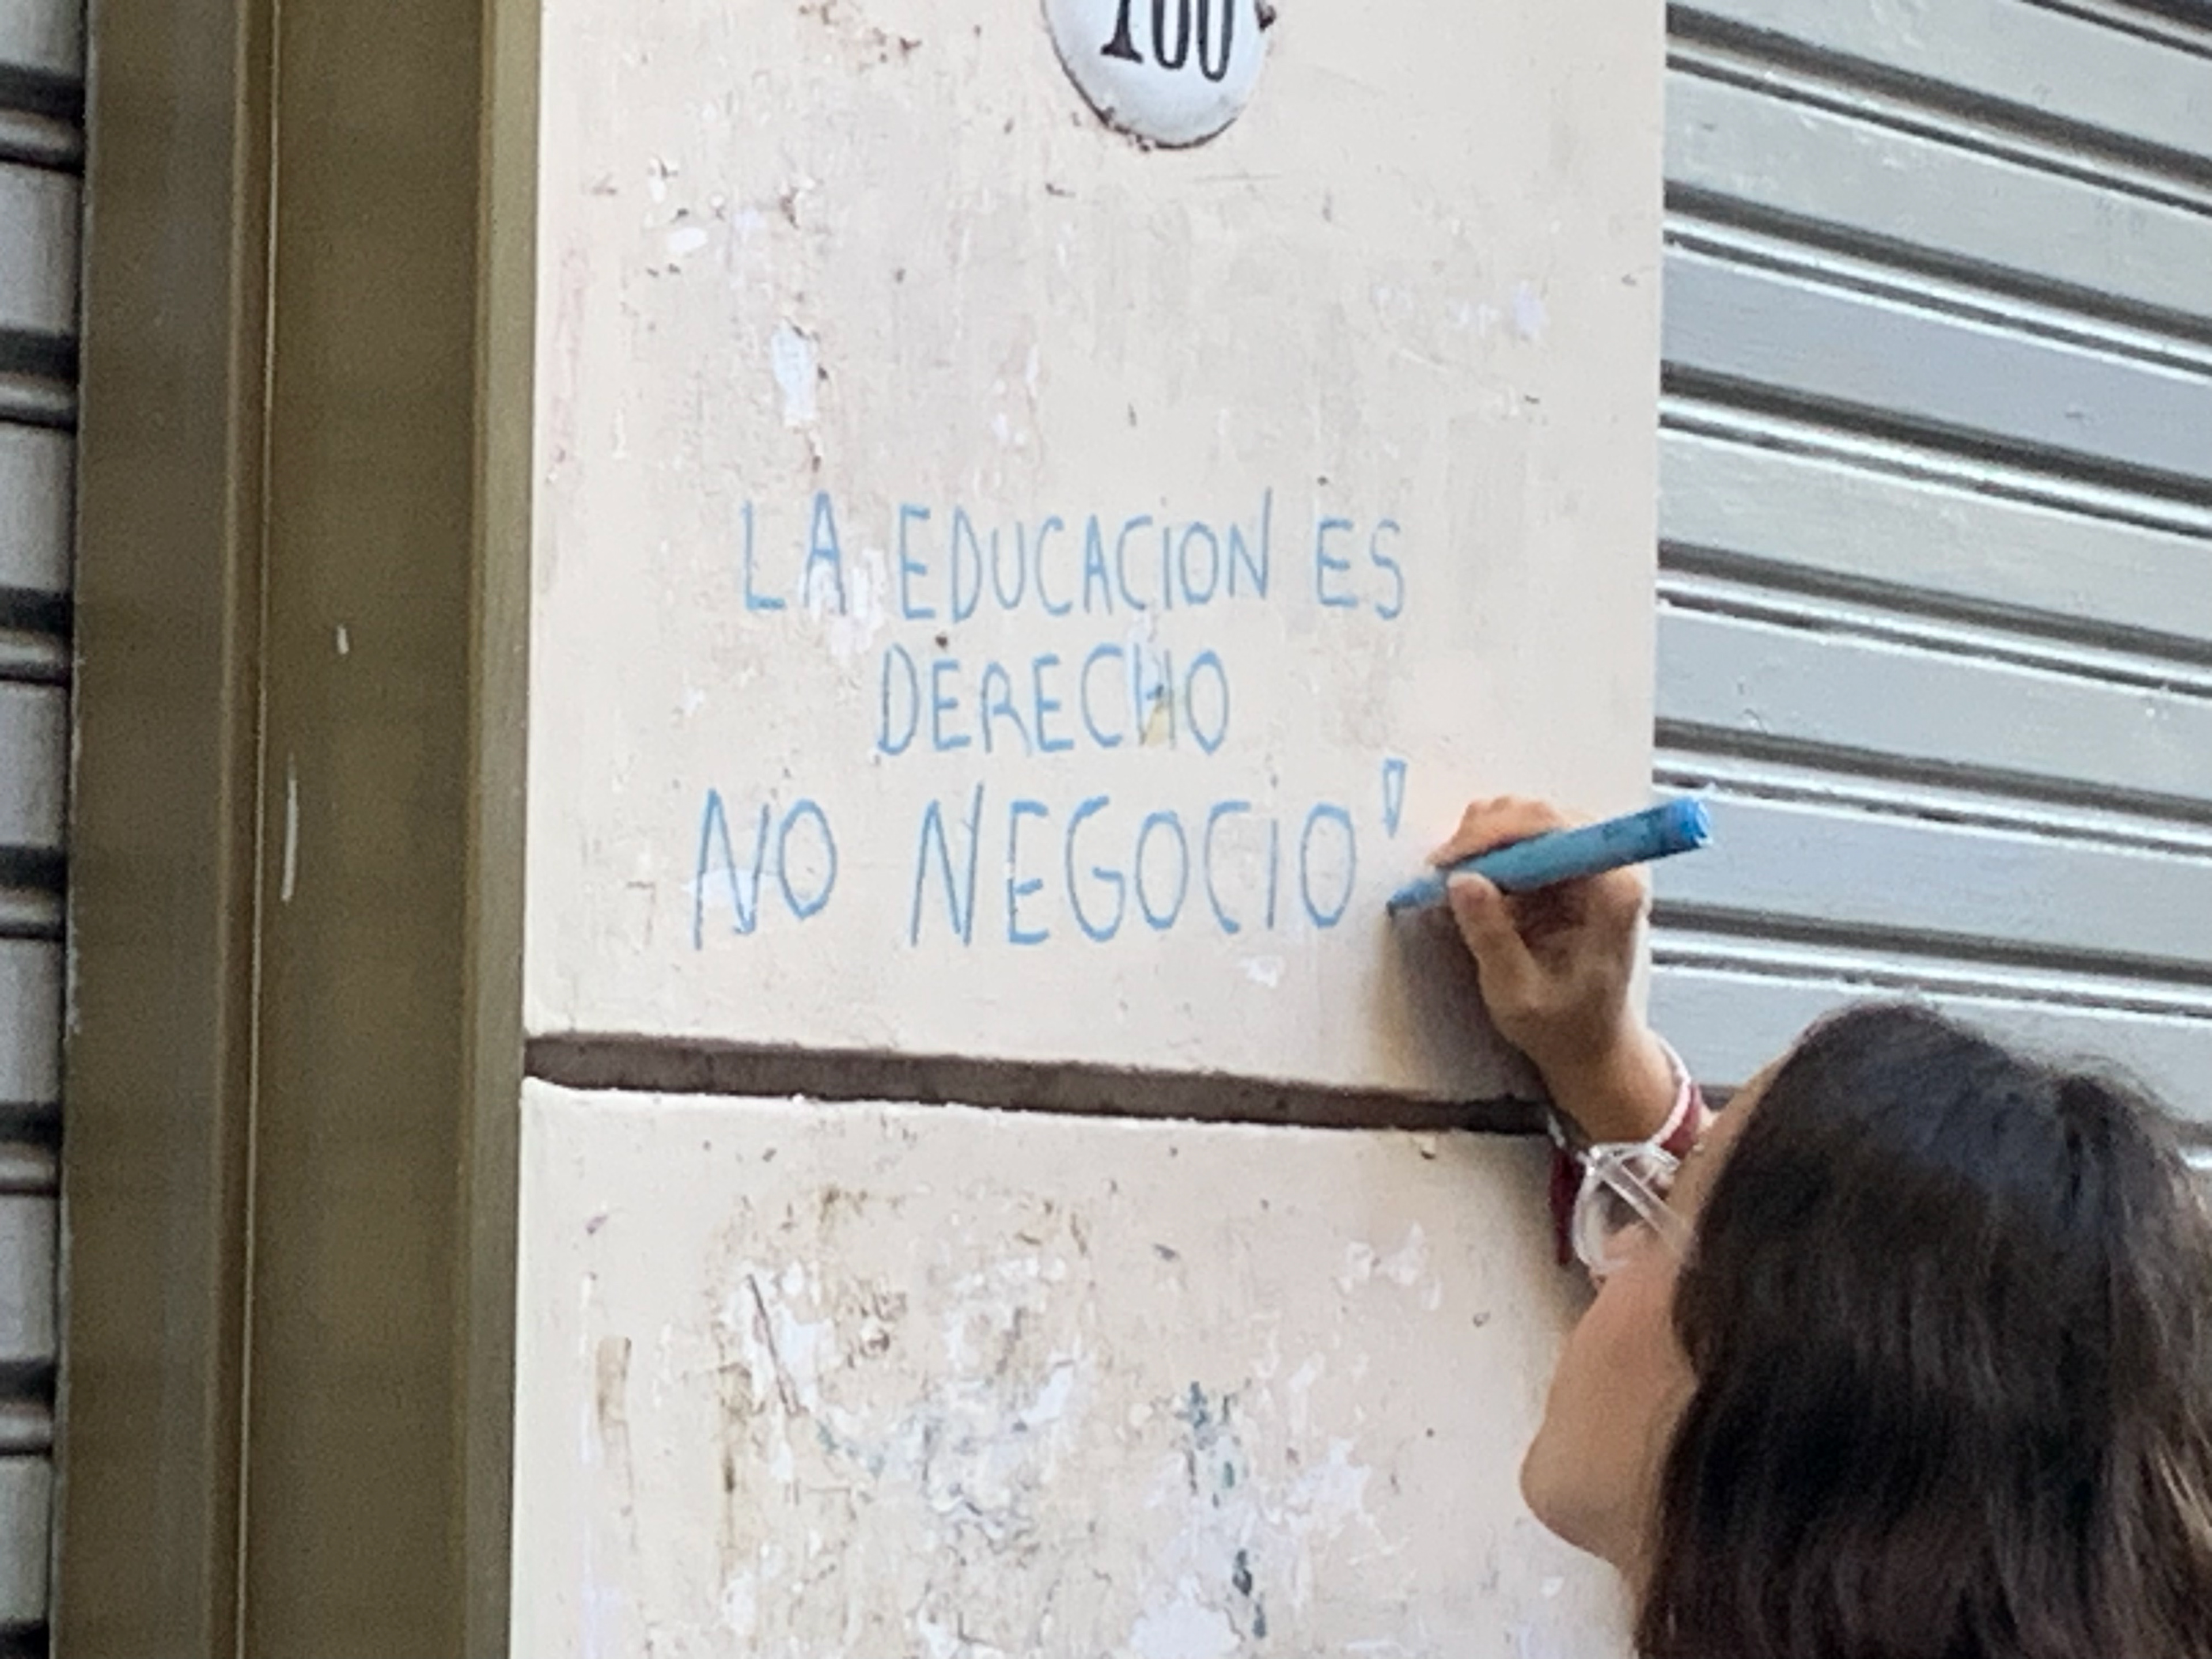 100
LA EDUCACION ES
DERECHO
NO NEGOCIO!